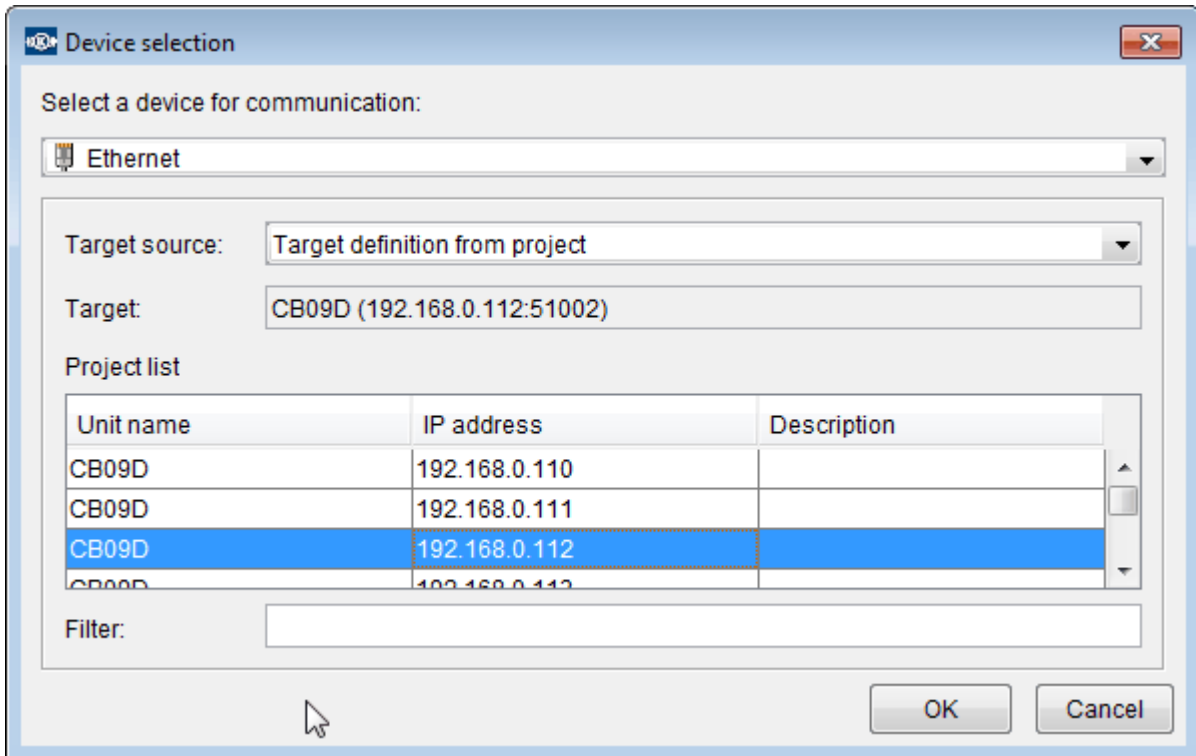 Device selection
Select a device for communication:
Ethernet
Target source: Target definition from project
Target: CB09D (192.168.0.112:51002)
Project list
Unit name IP address Description
CB09D 192.168.0.110
CB09D 192.168.0.111
CB09D 192.168.0.112
Filter:
OK Cancel